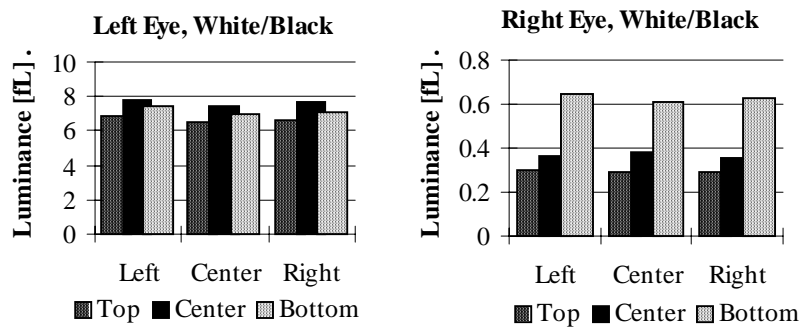 Left Eye, White/Black
Luminance [fL] .
10
8
6
4
2
0
Left Center Right
Top Center Bottom
Right Eye, White/Black
Luminance [fL] .
0.8
0.6
0.4
0.2
0
Left Center Right
Top Center Bottom